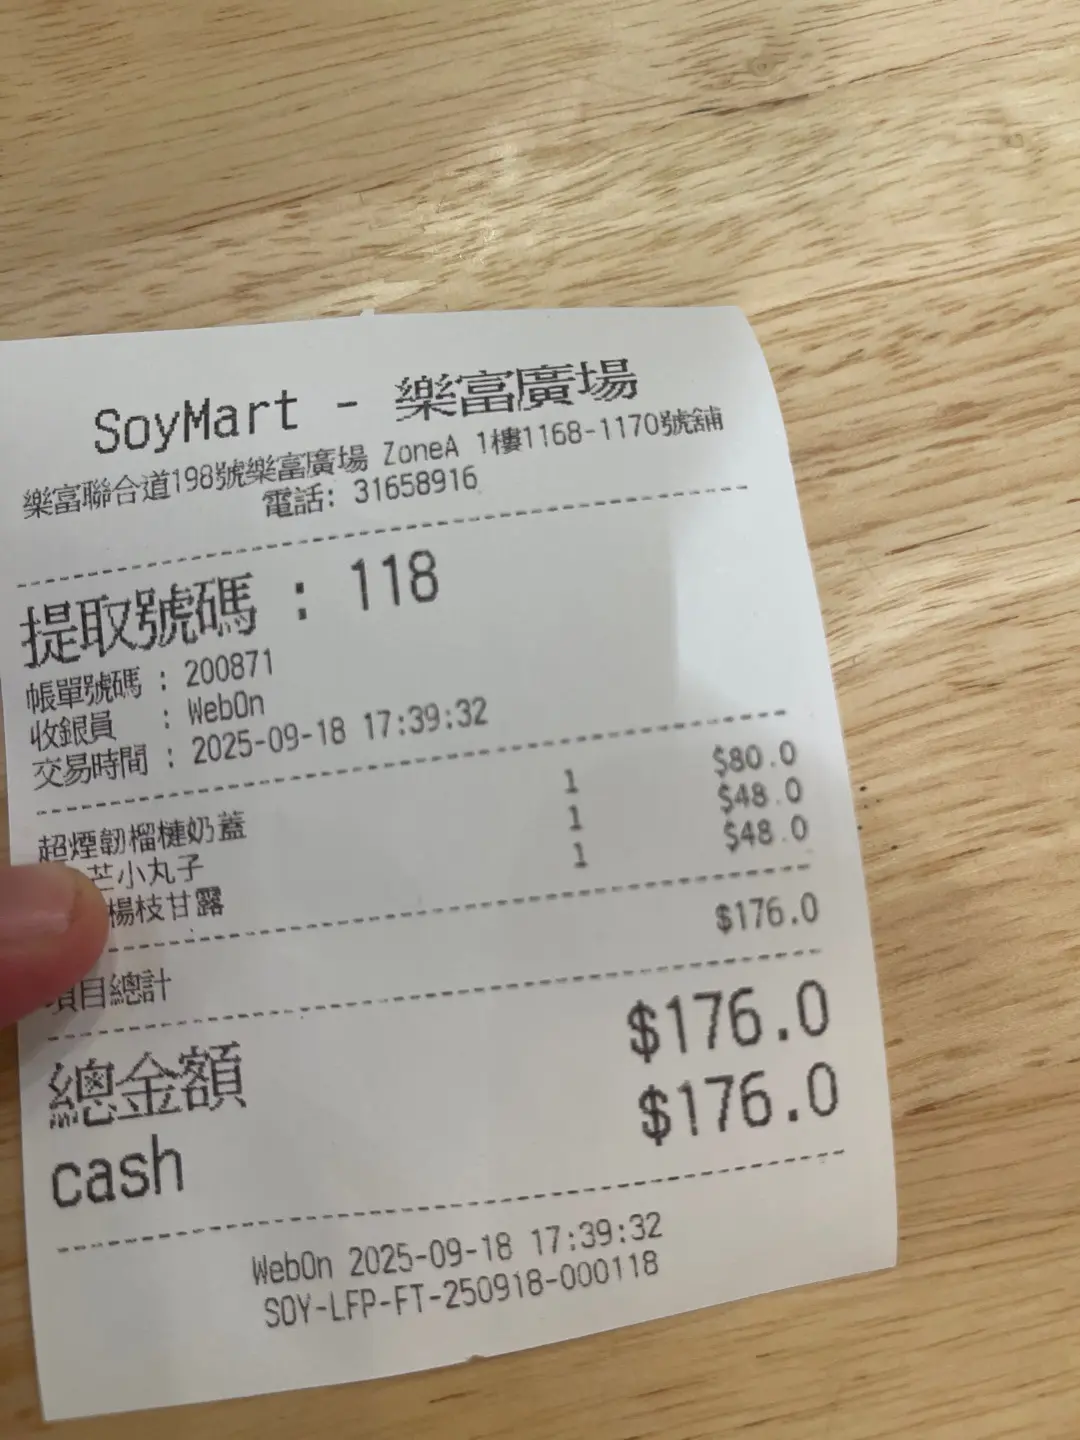 SoyMart - 樂富廣場
樂富聯合道198號樂富廣場 ZoneA 1樓1168-1170號舖
電話: 31658916
提取號碼 : 118
帳單號碼 : 200871
收銀員 : WebOn
交易時間 : 2025-09-18 17:39:32
超煙韌榴槤奶蓋 1 $80.0
芒小丸子 1 $48.0
楊枝甘露 1 $48.0
項目總計 $176.0
總金額 $176.0
cash $176.0
WebOn 2025-09-18 17:39:32
SOY-LFP-FT-250918-000118